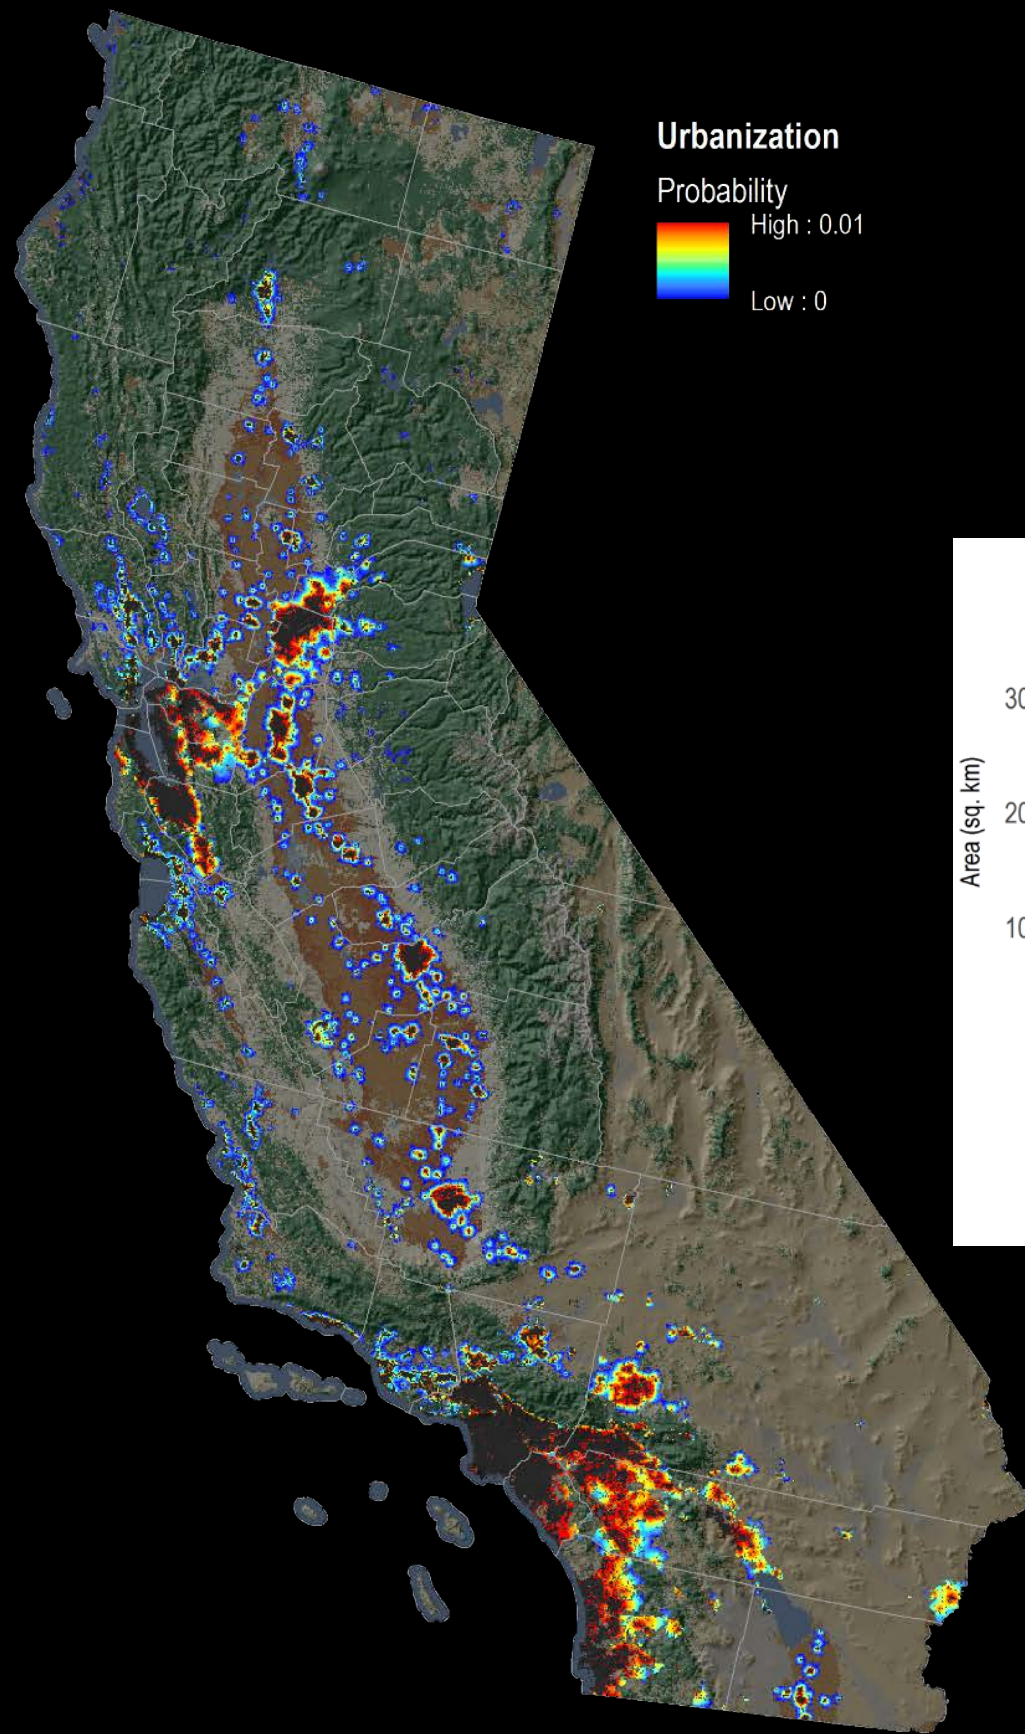 Urbanization
Probability
High : 0.01
Low : 0
Area (sq. km)